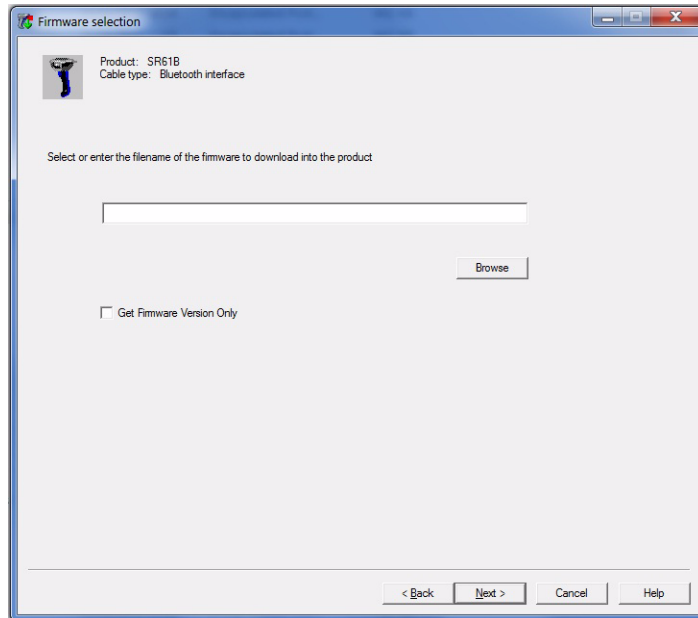 Firmware selection
Product: SR61B
Cable type: Bluetooth interface
Select or enter the filename of the firmware to download into the product
Browse
Get Firmware Version Only
< Back
Next >
Cancel
Help